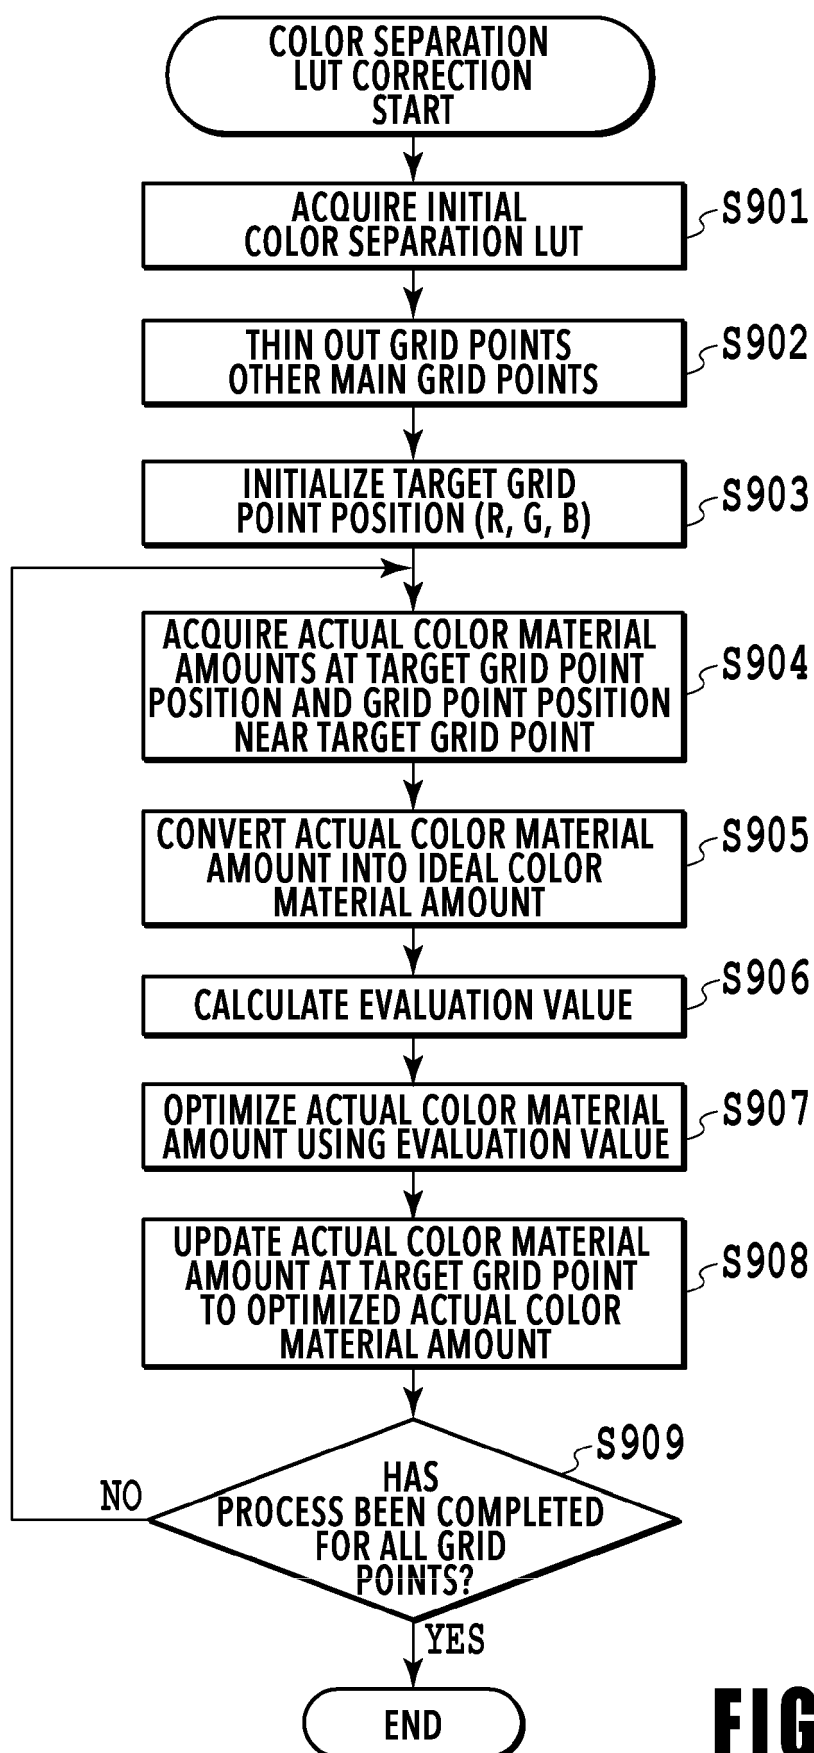 COLOR SEPARATION
LUT CORRECTION
START
ACQUIRE INITIAL
COLOR SEPARATION LUT
S901
THIN OUT GRID POINTS
OTHER MAIN GRID POINTS
S902
INITIALIZE TARGET GRID
POINT POSITION (R, G, B)
S903
ACQUIRE ACTUAL COLOR MATERIAL
AMOUNTS AT TARGET GRID POINT
POSITION AND GRID POINT POSITION
NEAR TARGET GRID POINT
S904
CONVERT ACTUAL COLOR MATERIAL
AMOUNT INTO IDEAL COLOR
MATERIAL AMOUNT
S905
CALCULATE EVALUATION VALUE
S906
OPTIMIZE ACTUAL COLOR MATERIAL
AMOUNT USING EVALUATION VALUE
S907
UPDATE ACTUAL COLOR MATERIAL
AMOUNT AT TARGET GRID POINT
TO OPTIMIZED ACTUAL COLOR
MATERIAL AMOUNT
S908
HAS
PROCESS BEEN COMPLETED
FOR ALL GRID
POINTS?
S909
NO
YES
END
FIG